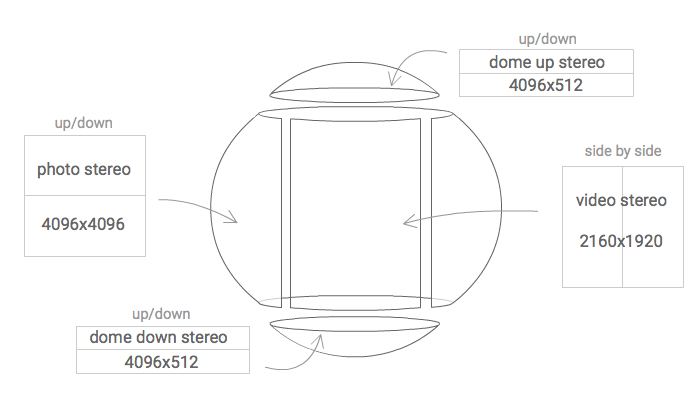 up/down
dome up stereo
4096x512
up/down
photo stereo
4096x4096
side by side
video stereo
2160x1920
up/down
dome down stereo
4096x512